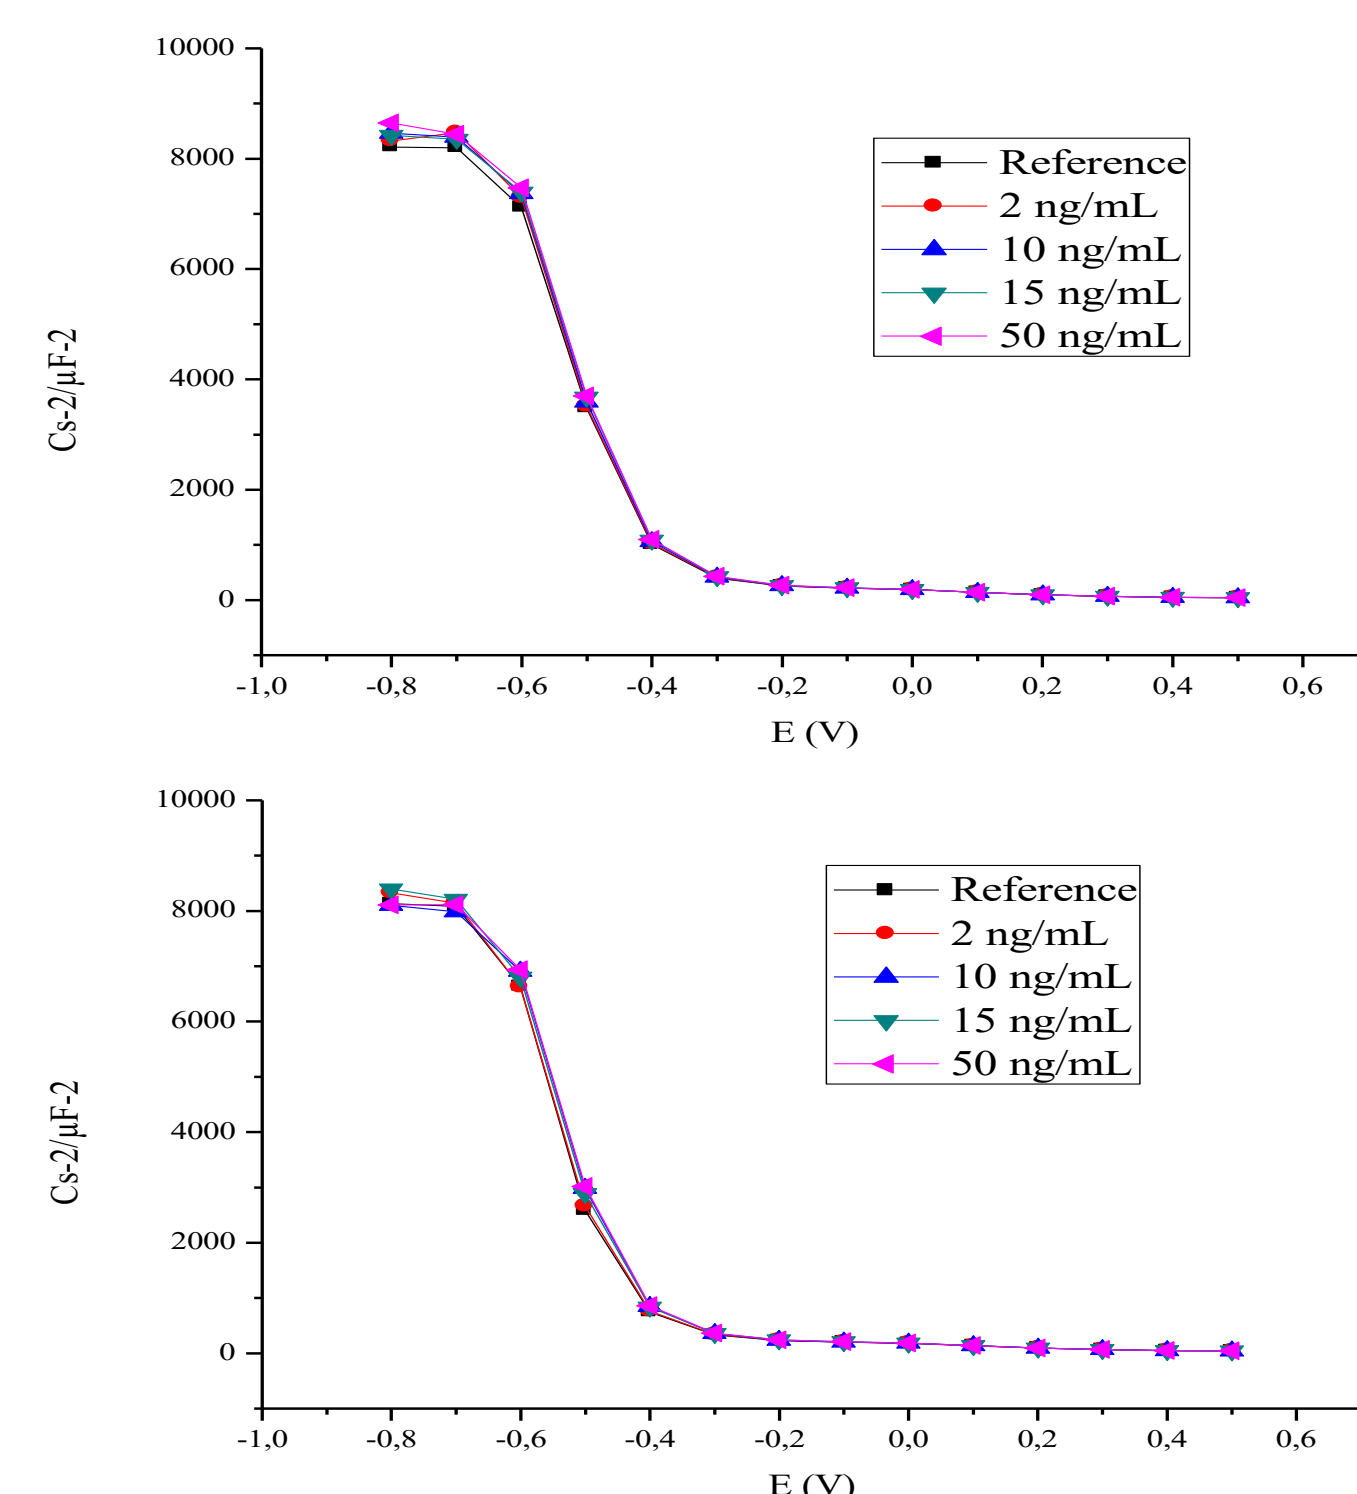 10000
8000
6000
4000
2000
0
Cs-2/µF-2
Reference
2 ng/mL
10 ng/mL
15 ng/mL
50 ng/mL
-1,0 -0,8 -0,6 -0,4 -0,2 0,0 0,2 0,4 0,6
E (V)
10000
8000
6000
4000
2000
0
Cs-2/µF-2
Reference
2 ng/mL
10 ng/mL
15 ng/mL
50 ng/mL
-1,0 -0,8 -0,6 -0,4 -0,2 0,0 0,2 0,4 0,6
E (V)